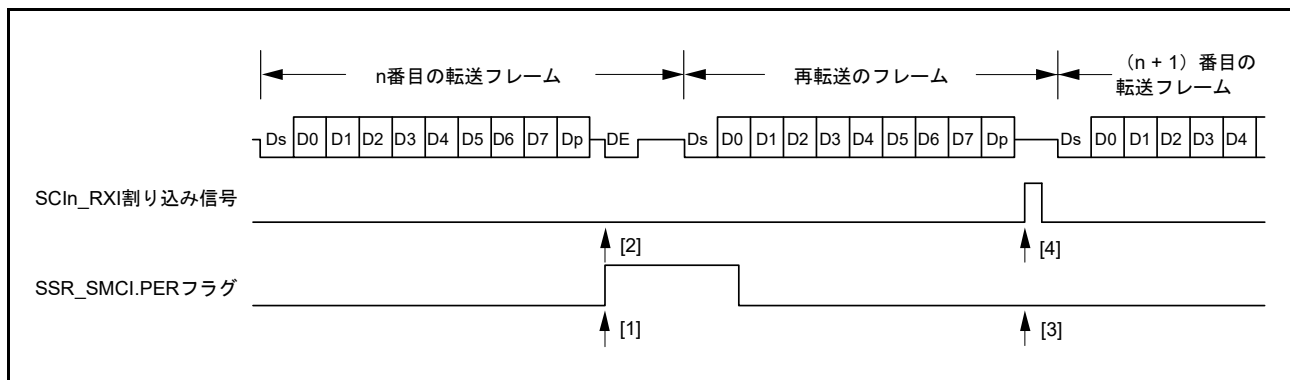 n番目の転送フレーム
再転送のフレーム
（n + 1）番目の
転送フレーム
Ds D0 D1 D2 D3 D4 D5 D6 D7 Dp DE Ds D0 D1 D2 D3 D4 D5 D6 D7 Dp Ds D0 D1 D2 D3 D4
SCIn_RXI割り込み信号
[2]
[4]
SSR_SMCI.PERフラグ
[1]
[3]